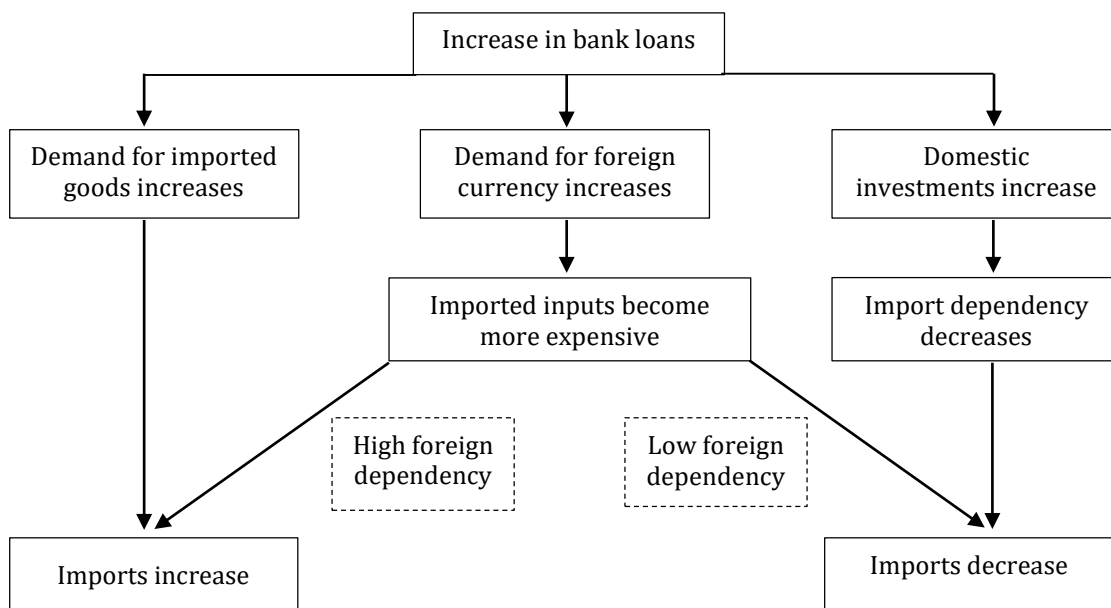 Increase in bank loans
Demand for imported
goods increases
Demand for foreign
currency increases
Domestic
investments increase
Imported inputs become
more expensive
Import dependency
decreases
High foreign
dependency
Low foreign
dependency
Imports increase
Imports decrease